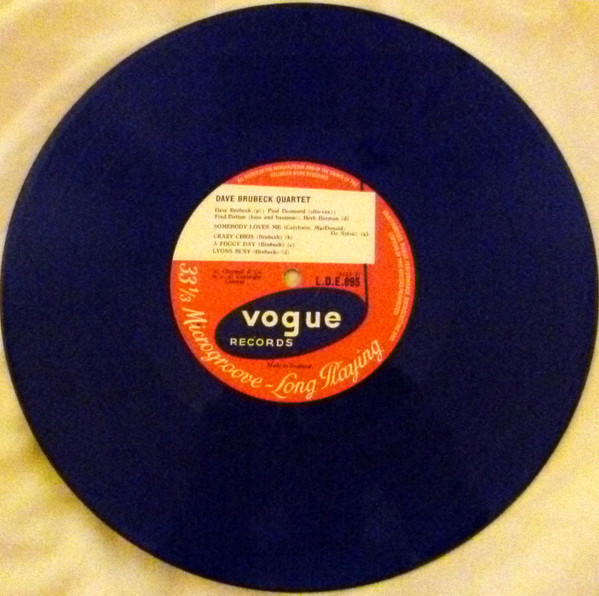 DAVE BRUBECK QUARTET
Dave Brubeck (p); Paul Desmond (alto-sax);
Fred Dutton (bass and bassoon); Herb Barman (d)
SOMEBODY LOVES ME (Gershwin, MacDonald,
De Sylva) (a)
CRAZY CHRIS (Brubeck) (b)
A FOGGY DAY (Brubeck) (c)
LYONS BUSY (Brubeck) (d)
L.D.E.095
vogue
RECORDS
Made in England
33 1/3 Microgroove - Long Playing